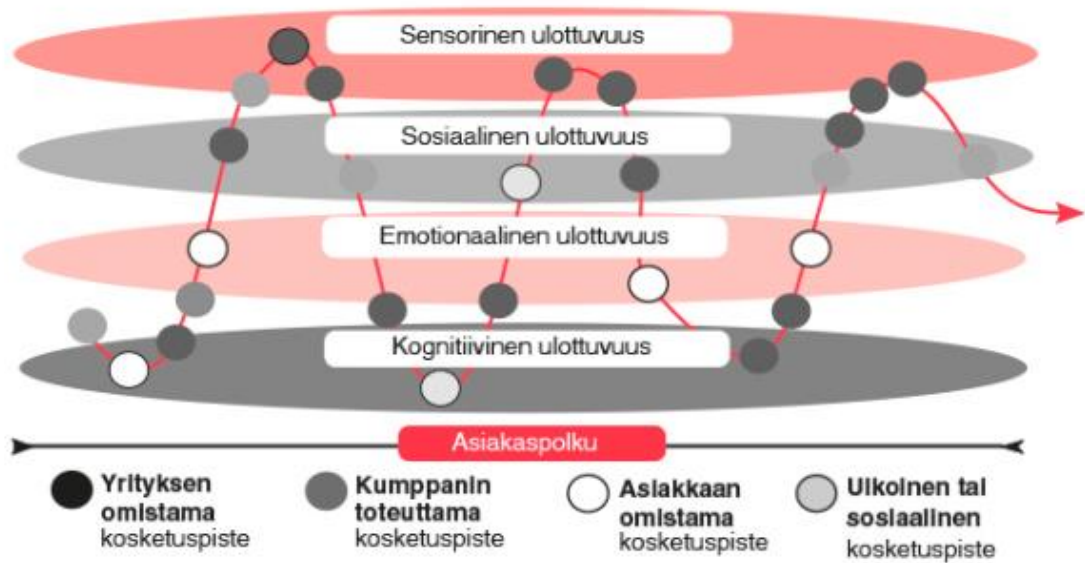 Sensorinen ulottuvuus
Sosiaalinen ulottuvuus
Emotionaalinen ulottuvuus
Kognitiivinen ulottuvuus
Asiakaspolku
Yrityksen
omistama
kosketuspiste
Kumppanin
toteuttama
kosketuspiste
Asiakkaan
omistama
kosketuspiste
Ulkoinen tai
sosiaalinen
kosketuspiste